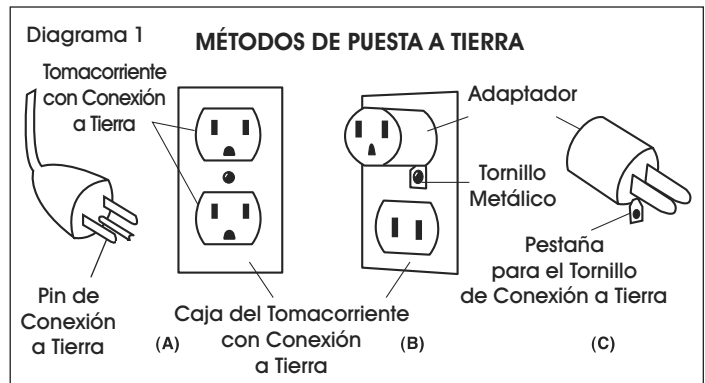 Diagrama 1
MÉTODOS DE PUESTA A TIERRA
Tomacorriente
con Conexión
a Tierra
Adaptador
Tornillo
Metálico
Pestaña
para el Tornillo
de Conexión a Tierra
Pin de
Conexión
a Tierra
(A)
Caja del Tomacorriente
con Conexión
a Tierra
(B)
(C)